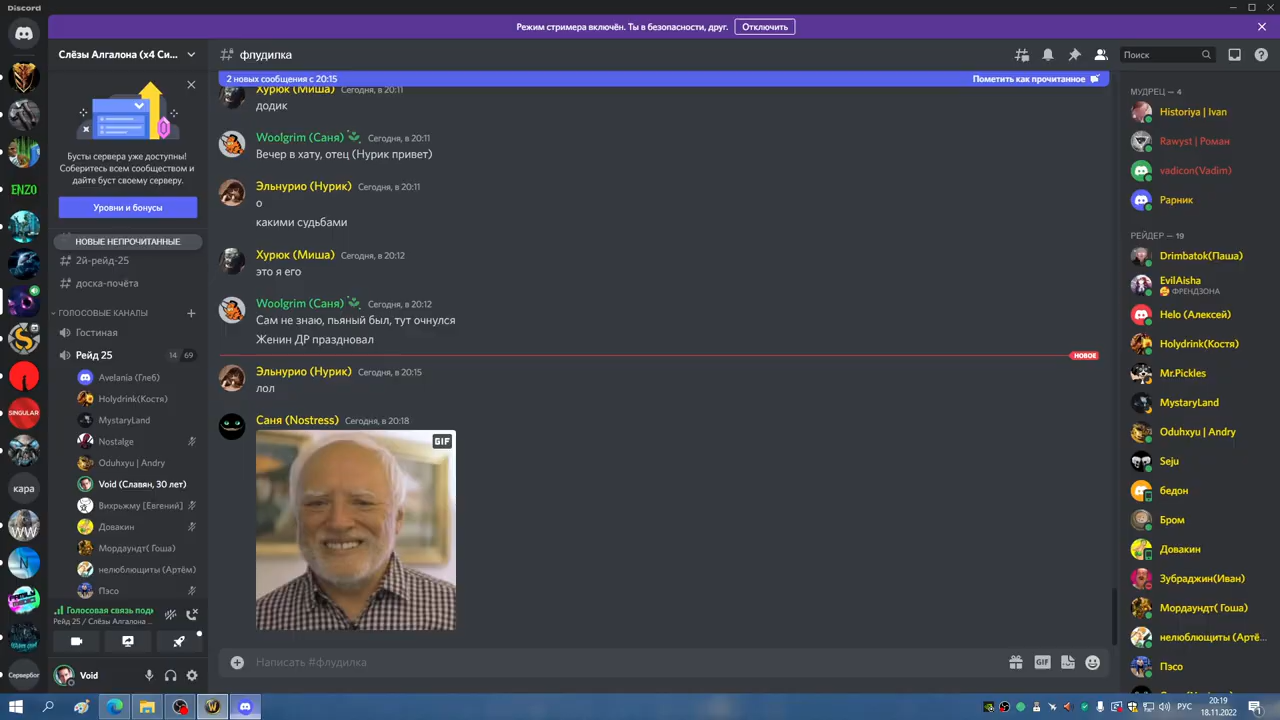 Discord
Режим стримера включён. Ты в безопасности, друг.
Отключить
ENZO
SINGULAR
кара
WW
N
Сервербот
Слёзы Алгалона (x4 Си...
Бусты сервера уже доступны!
Соберитесь всем сообществом и
дайте буст своему серверу.
Уровни и бонусы
НОВЫЕ НЕПРОЧИТАННЫЕ
2й-рейд-25
доска-почёта
ГОЛОСОВЫЕ КАНАЛЫ
Гостиная
Рейд 25 14 69
Avelania (Глеб)
Holydrink(Костя)
MystaryLand
Nostalge
Oduhxyu | Andry
Void (Славян, 30 лет)
Вихрьжму [Евгений]
Довакин
Мордаундт( Гоша)
нелюблющиты (Артём)
Пэсо
Голосовая связь подк
Рейд 25 / Слёзы Алгалона ...
Void
флудилка
Поиск
2 новых сообщения с 20:15
Пометить как прочитанное
Хурюк (Миша) Сегодня, в 20:11
додик
Woolgrim (Саня) Сегодня, в 20:11
Вечер в хату, отец (Нурик привет)
Эльнурио (Нурик) Сегодня, в 20:11
о
какими судьбами
Хурюк (Миша) Сегодня, в 20:12
это я его
Woolgrim (Саня) Сегодня, в 20:12
Сам не знаю, пьяный был, тут очнулся
Женин ДР праздновал
НОВОЕ
Эльнурио (Нурик) Сегодня, в 20:15
лол
Саня (Nostress) Сегодня, в 20:18
GIF
Написать #флудилка
GIF
МУДРЕЦ — 4
Historiya | Ivan
Rawyst | Роман
vadicon(Vadim)
Рарник
РЕЙДЕР — 19
Drimbatok(Паша)
EvilAisha
ФРЕНДЗОНА
Helo (Алексей)
Holydrink(Костя)
Mr.Pickles
MystaryLand
Oduhxyu | Andry
Seju
бедон
Бром
Довакин
Зубраджин(Иван)
Мордаундт( Гоша)
нелюблющиты (Артё...
Пэсо
РУС
20:19
18.11.2022
1